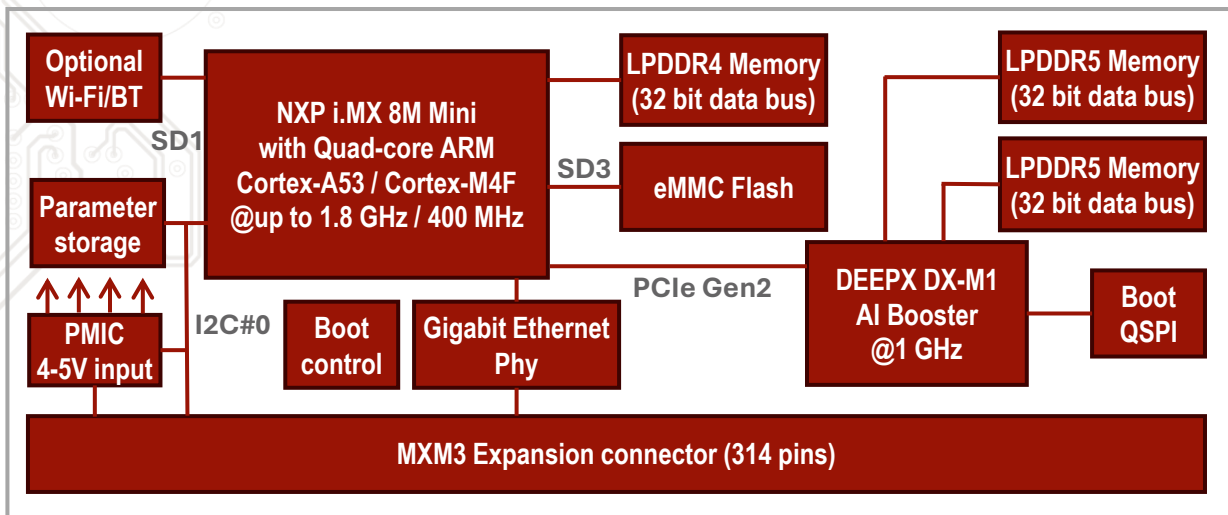 Optional
Wi-Fi/BT
SD1
NXP i.MX 8M Mini
with Quad-core ARM
Cortex-A53 / Cortex-M4F
@up to 1.8 GHz / 400 MHz
LPDDR4 Memory
(32 bit data bus)
LPDDR5 Memory
(32 bit data bus)
SD3
eMMC Flash
LPDDR5 Memory
(32 bit data bus)
Parameter
storage
PCIe Gen2
DEEPX DX-M1
AI Booster
@1 GHz
Boot
QSPI
I2C#0
PMIC
4-5V input
Boot
control
Gigabit Ethernet
Phy
MXM3 Expansion connector (314 pins)